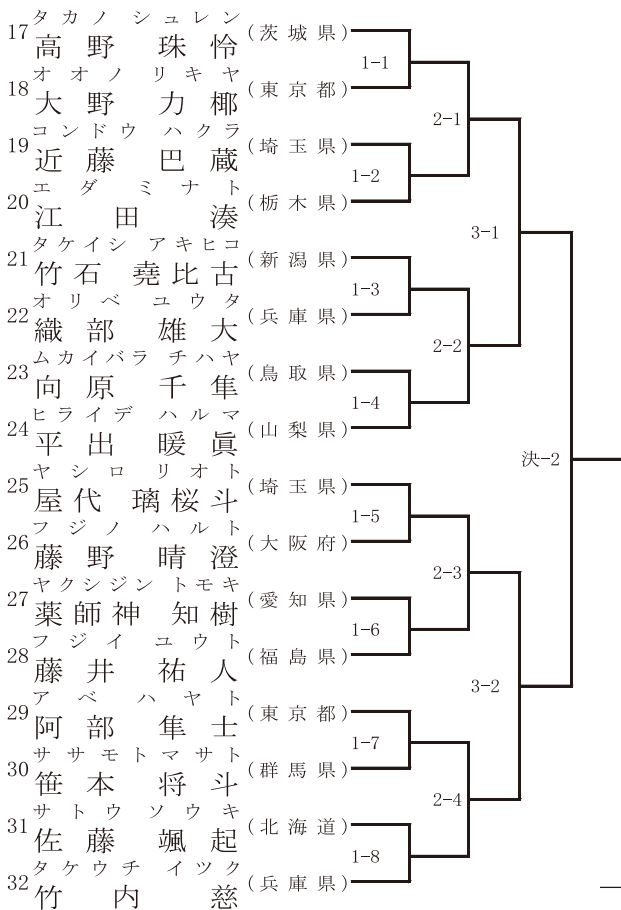 タカノ シュレン
17 高野 珠怜 (茨城県)
1-1
オオノ リキヤ
18 大野 力椰 (東京都)
2-1
コンドウ ハクラ
19 近藤 巴蔵 (埼玉県)
1-2
エダ ミナト
20 江田 湊 (栃木県)
3-1
タケイシ アキヒコ
21 竹石 堯比古 (新潟県)
1-3
オリベ ユウタ
22 織部 雄大 (兵庫県)
2-2
ムカイバラ チハヤ
23 向原 千隼 (鳥取県)
1-4
ヒライデ ハルマ
24 平出 暖眞 (山梨県)
決-2
ヤシロ リオト
25 屋代 璃桜斗 (埼玉県)
1-5
フジノ ハルト
26 藤野 晴澄 (大阪府)
2-3
ヤクシジン トモキ
27 薬師神 知樹 (愛知県)
1-6
フジイ ユウト
28 藤井 祐人 (福島県)
3-2
アベ ハヤト
29 阿部 隼士 (東京都)
1-7
ササモトマサト
30 笹本 将斗 (群馬県)
2-4
サトウソウキ
31 佐藤 颯起 (北海道)
1-8
タケウチ イツク
32 竹内 慈 (兵庫県)